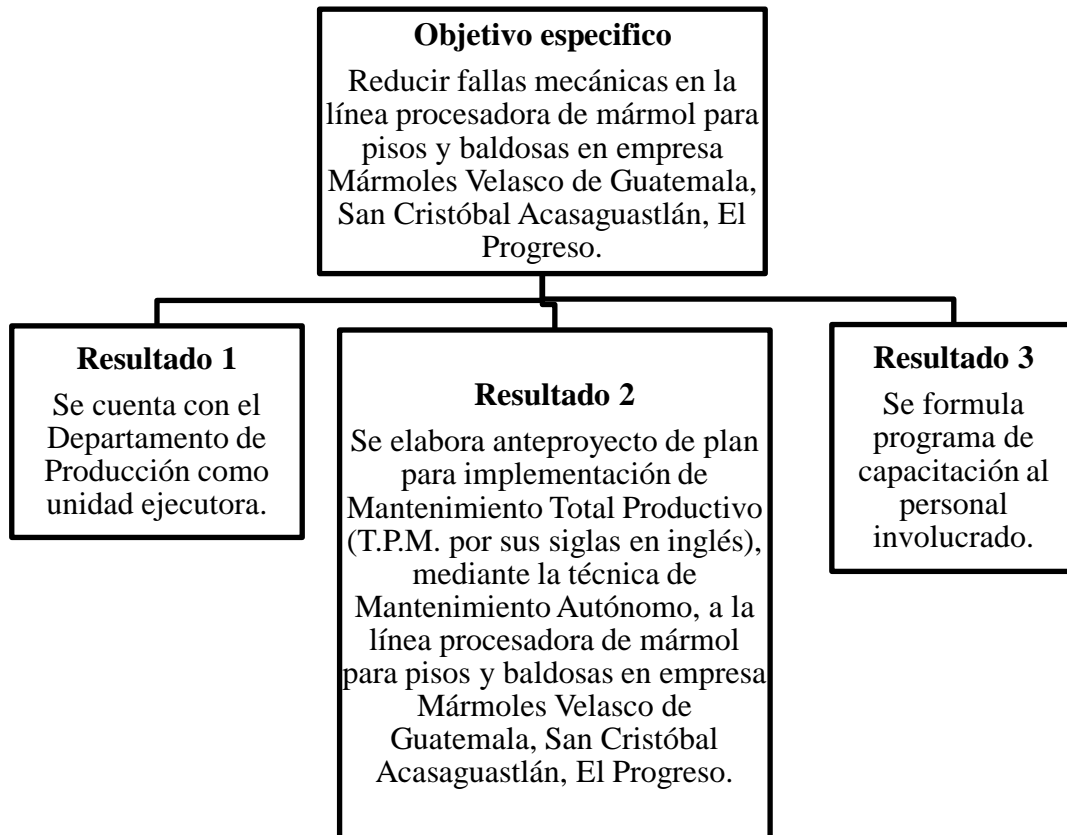 Objetivo especifico
Reducir fallas mecánicas en la
línea procesadora de mármol para
pisos y baldosas en empresa
Mármoles Velasco de Guatemala,
San Cristóbal Acasaguastlán, El
Progreso.
Resultado 1
Se cuenta con el
Departamento de
Producción como
unidad ejecutora.
Resultado 2
Se elabora anteproyecto de plan
para implementación de
Mantenimiento Total Productivo
(T.P.M. por sus siglas en inglés),
mediante la técnica de
Mantenimiento Autónomo, a la
línea procesadora de mármol
para pisos y baldosas en empresa
Mármoles Velasco de
Guatemala, San Cristóbal
Acasaguastlán, El Progreso.
Resultado 3
Se formula
programa de
capacitación al
personal
involucrado.